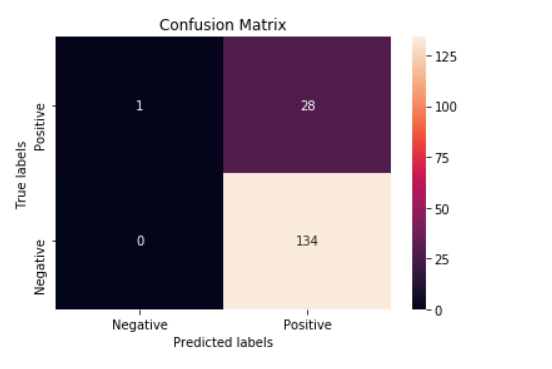 Confusion Matrix
True labels
Positive
Negative
1 28
0 134
Negative Positive
Predicted labels
125
100
75
50
25
0